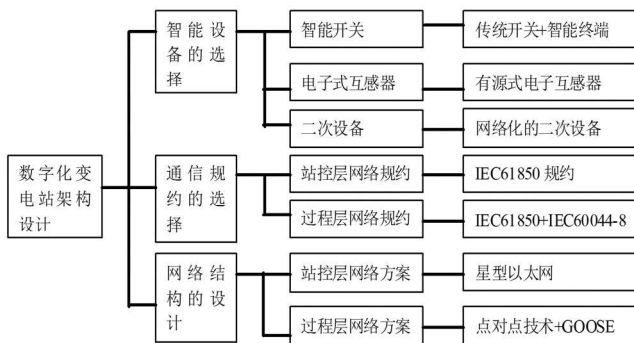 智能设
备的选
择
智能开关
传统开关+智能终端
电子式互感器
有源式电子互感器
二次设备
网络化的二次设备
数字化变
电站架构
设计
通信规
约的选
择
站控层网络规约
IEC61850 规约
过程层网络规约
IEC61850+IEC60044-8
网络结
构的设
计
站控层网络方案
星型以太网
过程层网络方案
点对点技术+GOOSE